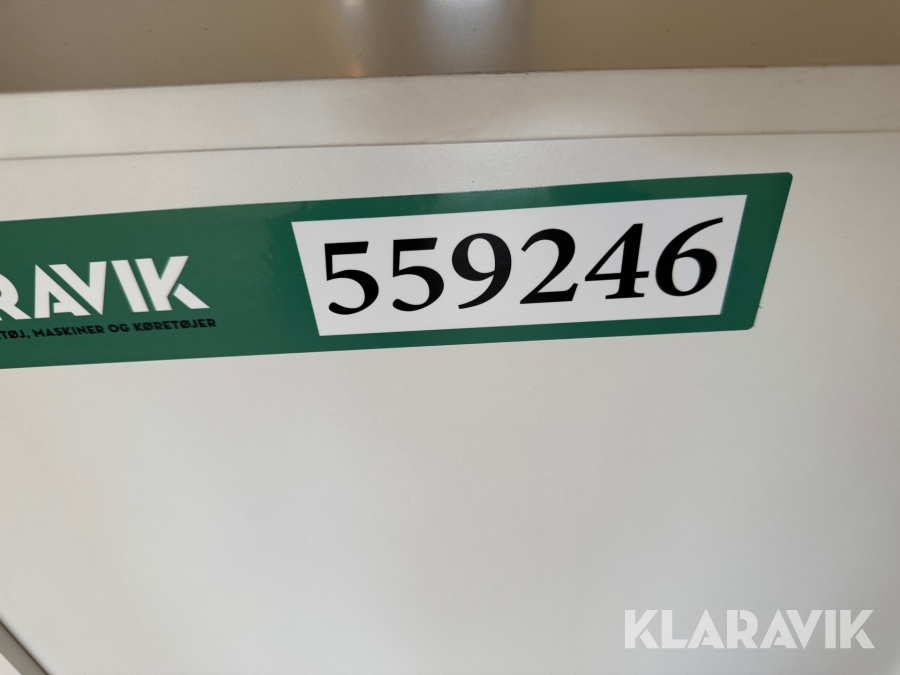 RAVIK
TØJ, MASKINER OG KØRETØJER
559246
KLARAVIK